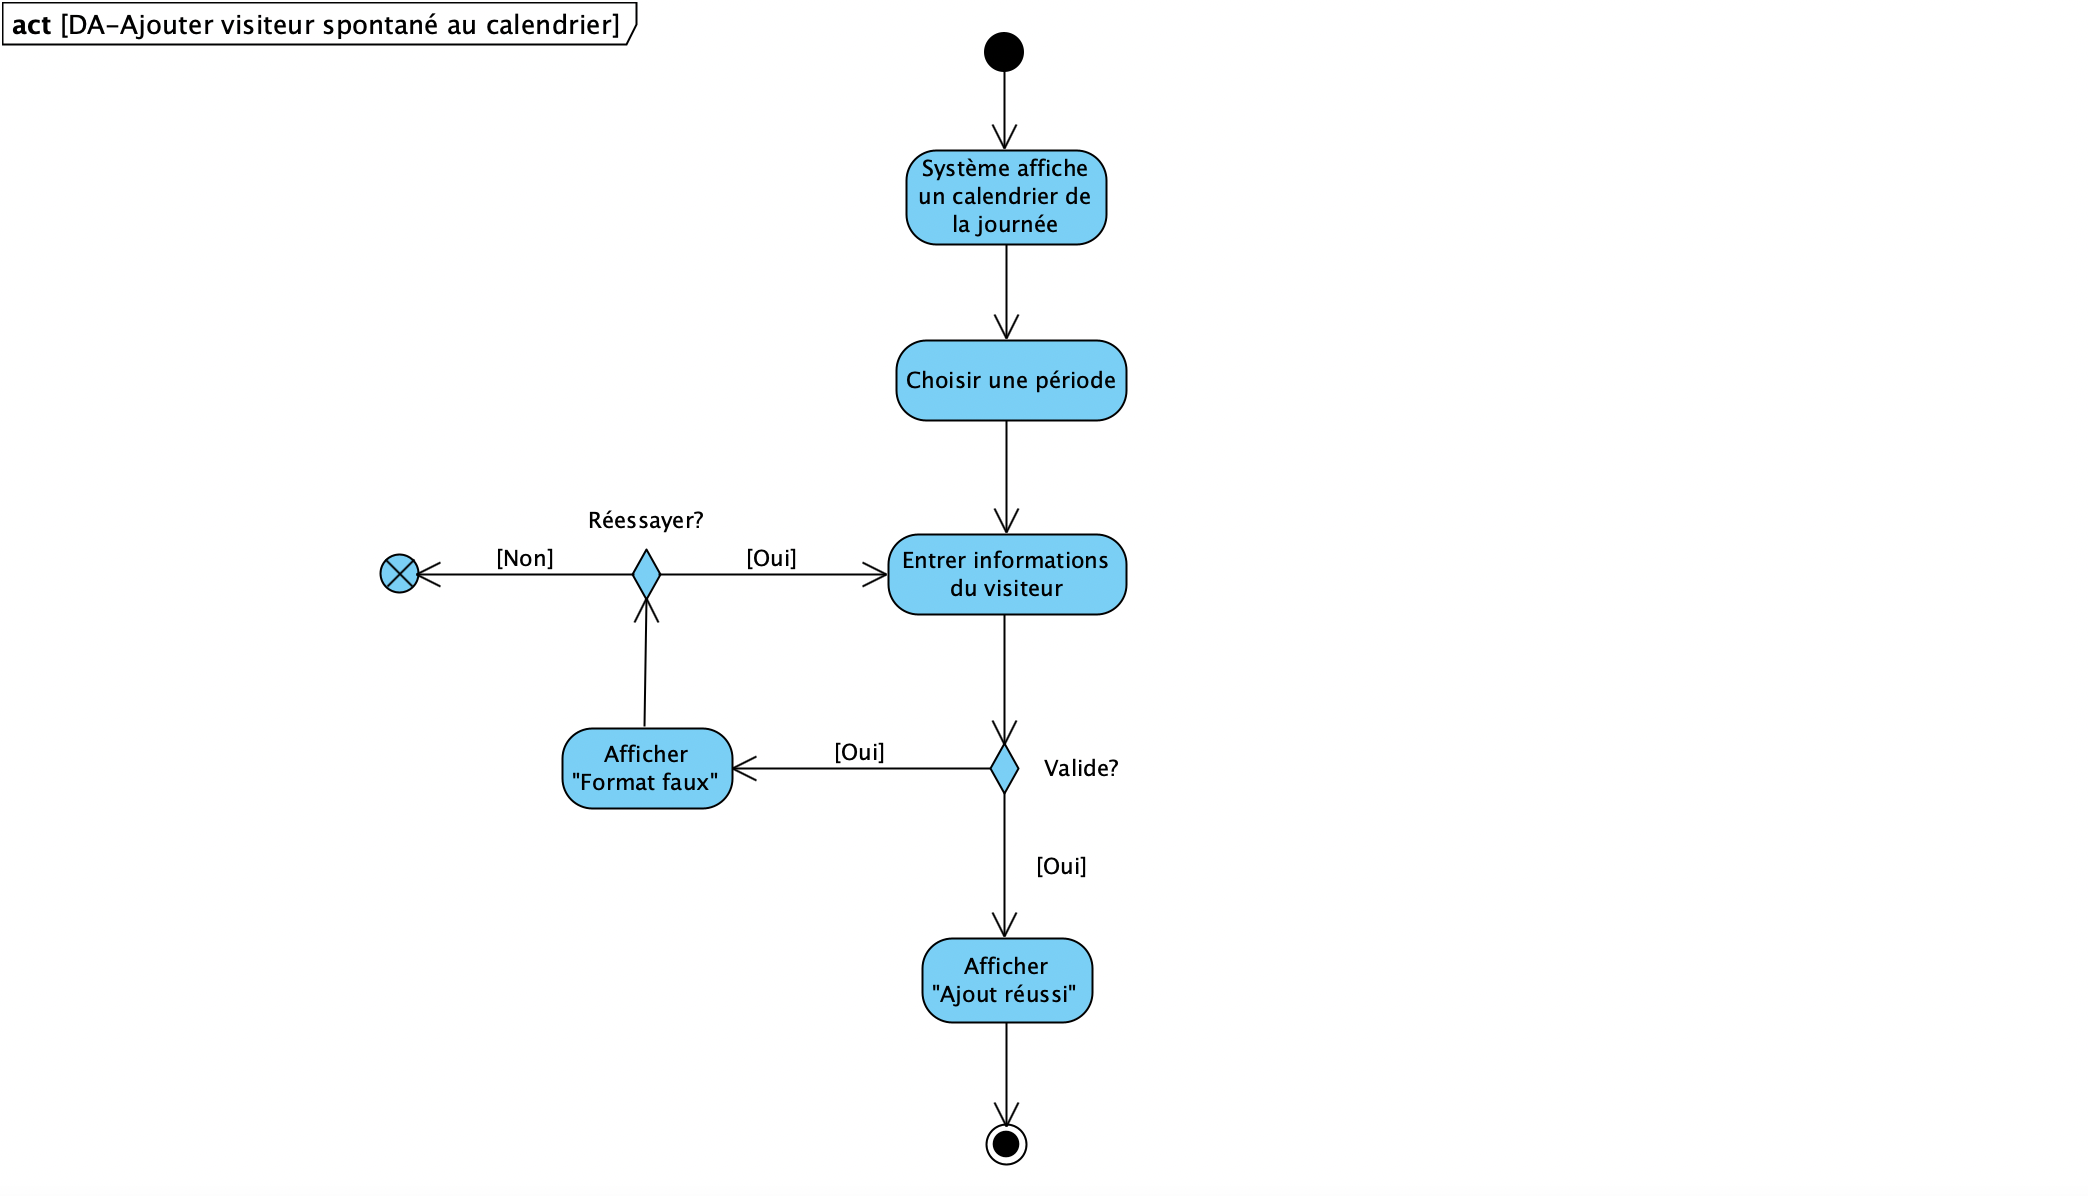 act [DA-Ajouter visiteur spontané au calendrier]
Système affiche
un calendrier de
la journée
Choisir une période
Réessayer?
[Non]
[Oui]
Entrer informations
du visiteur
Afficher
"Format faux"
[Oui]
Valide?
[Oui]
Afficher
"Ajout réussi"